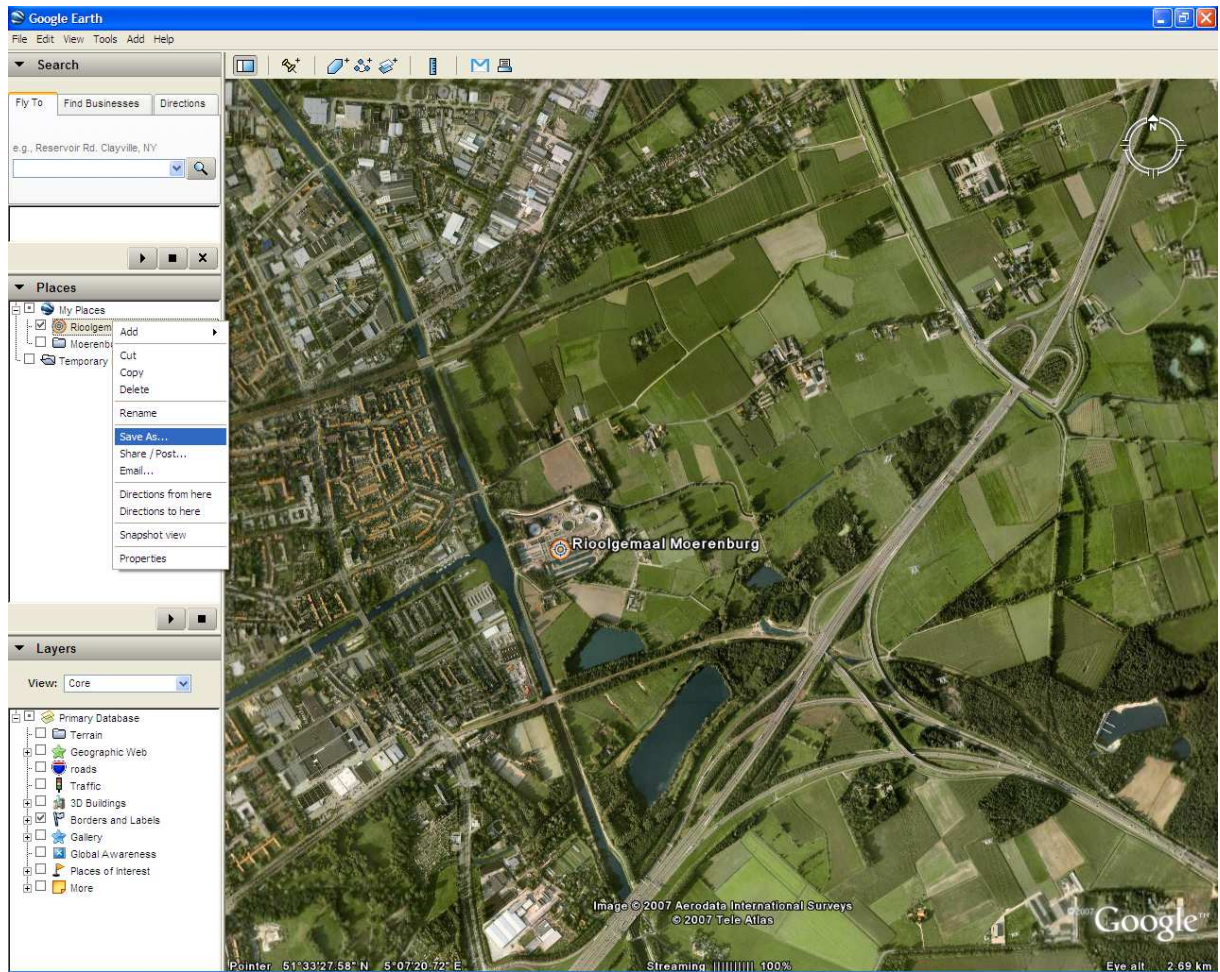 Google Earth
File Edit View Tools Add Help
Search
Fly To Find Businesses Directions
e.g., Reservoir Rd. Clayville, NY
Places
My Places
Rioolgem
Moerenbu
Temporary
Add
Cut
Copy
Delete
Rename
Save As...
Share / Post...
Email...
Directions from here
Directions to here
Snapshot view
Properties
Layers
View: Core
Primary Database
Terrain
Geographic Web
roads
Traffic
3D Buildings
Borders and Labels
Gallery
Global Awareness
Places of Interest
More
N
Rioolgemaal Moerenburg
Image © 2007 Aerodata International Surveys
© 2007 Tele Atlas
©2007 Google™
Pointer 51°33'27.58" N 5°07'20.72" E Streaming |||||||||| 100% Eye alt 2.69 km